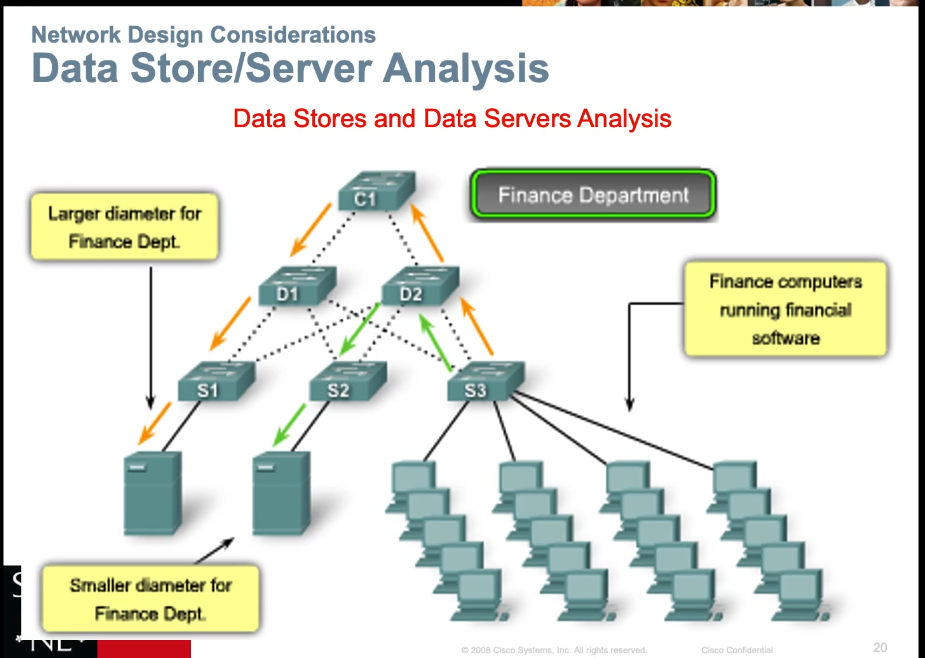 Network Design Considerations
Data Store/Server Analysis
Data Stores and Data Servers Analysis
Finance Department
C1
Larger diameter for
Finance Dept.
Finance computers
running financial
software
D1
D2
S1
S2
S3
Smaller diameter for
Finance Dept.
© 2008 Cisco Systems, Inc. All rights reserved.
Cisco Confidential
20